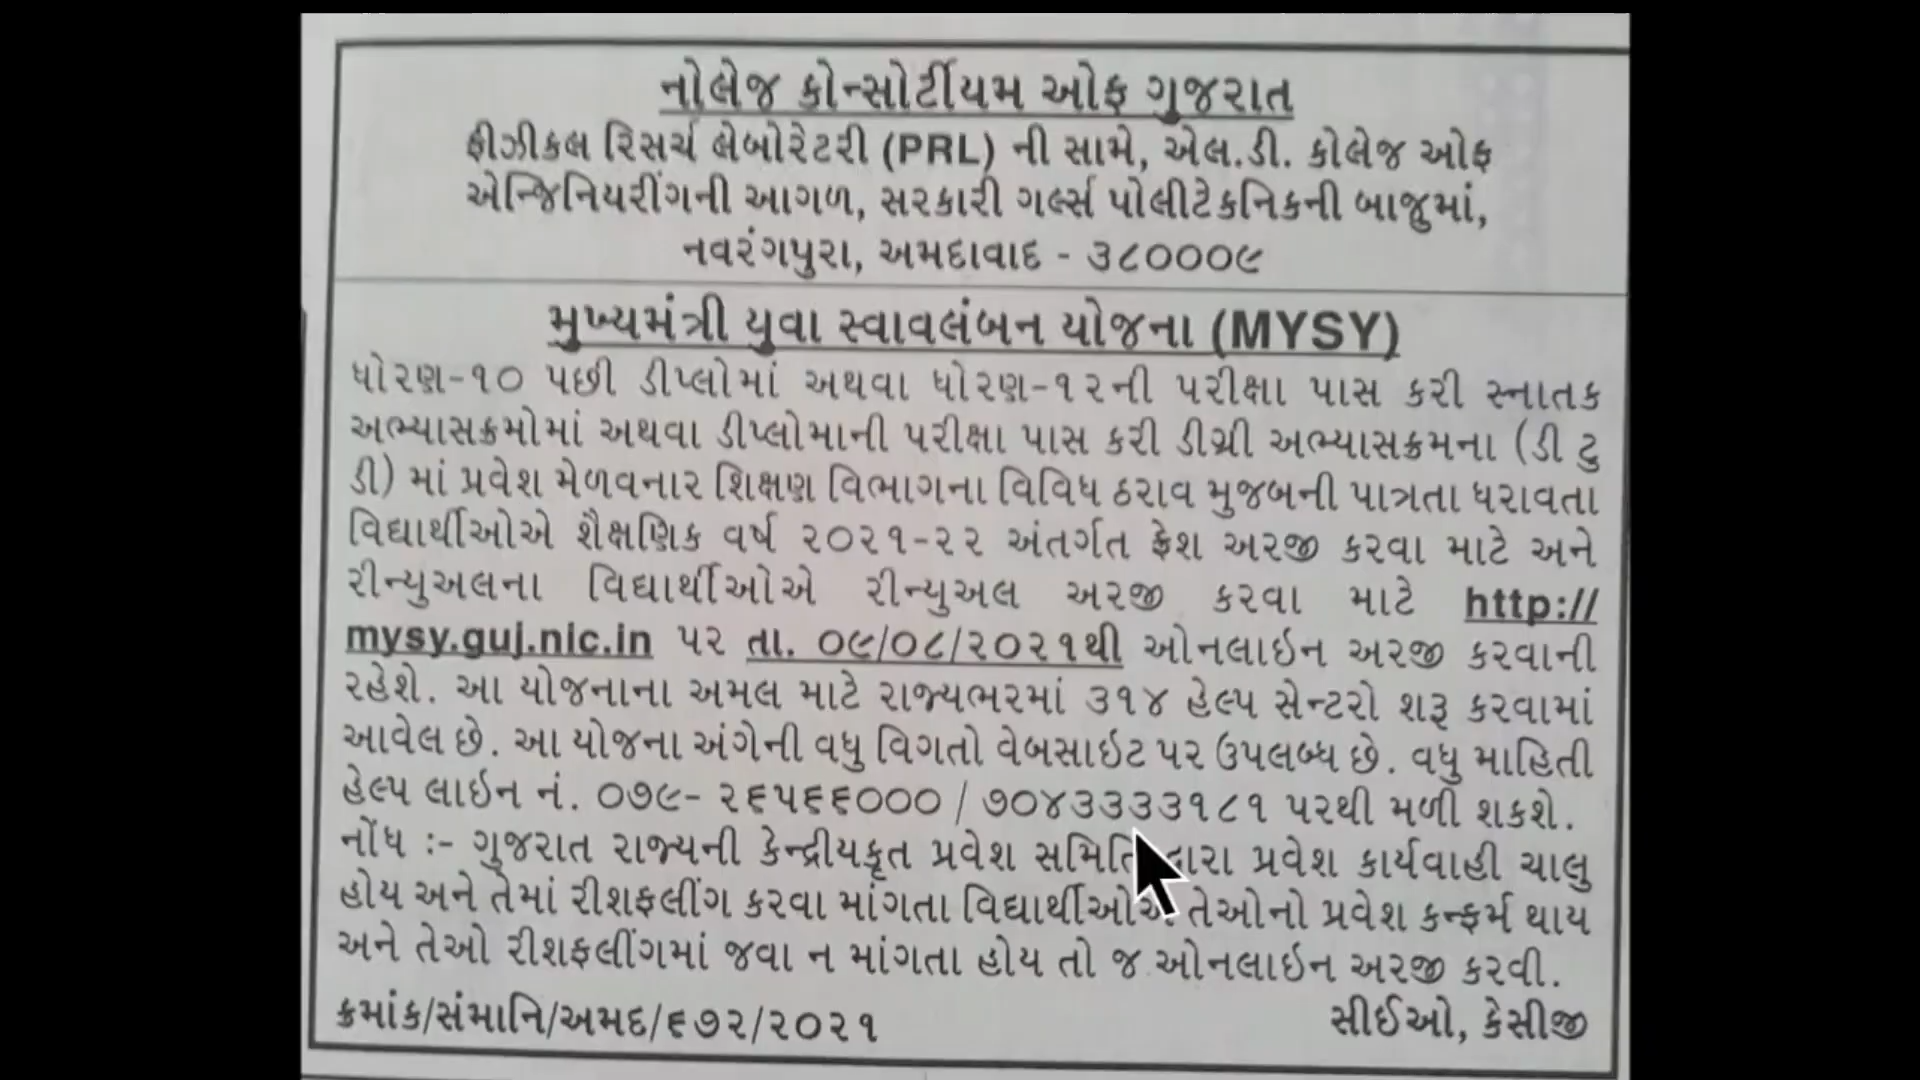 નોલેજ કોન્સોર્ટીયમ ઓફ ગુજરાત
ફીઝીકલ રિસર્ચ લેબોરેટરી (PRL) ની સામે, એલ.ડી. કોલેજ ઓફ
એન્જિનિયરીંગની આગળ, સરકારી ગર્લ્સ પોલીટેકનિકની બાજુમાં,
નવરંગપુરા, અમદાવાદ - ૩૮૦૦૦૯
મુખ્યમંત્રી યુવા સ્વાવલંબન યોજના (MYSY)
ધોરણ-૧૦ પછી ડીપ્લોમાં અથવા ધોરણ-૧૨ની પરીક્ષા પાસ કરી સ્નાતક
અભ્યાસક્રમોમાં અથવા ડીપ્લોમાની પરીક્ષા પાસ કરી ડીગ્રી અભ્યાસક્રમના (ડી ટુ
ડી) માં પ્રવેશ મેળવનાર શિક્ષણ વિભાગના વિવિધ ઠરાવ મુજબની પાત્રતા ધરાવતા
વિદ્યાર્થીઓએ શૈક્ષણિક વર્ષ ૨૦૨૧-૨૨ અંતર્ગત ફ્રેશ અરજી કરવા માટે અને
રીન્યુઅલના વિદ્યાર્થીઓએ રીન્યુઅલ અરજી કરવા માટે http://
mysy.guj.nic.in પર તા. ૦૯/૦૮/૨૦૨૧થી ઓનલાઇન અરજી કરવાની
રહેશે. આ યોજનાના અમલ માટે રાજ્યભરમાં ૩૧૪ હેલ્પ સેન્ટરો શરૂ કરવામાં
આવેલ છે. આ યોજના અંગેની વધુ વિગતો વેબસાઇટ પર ઉપલબ્ધ છે. વધુ માહિતી
હેલ્પ લાઇન નં. ૦૭૯- ૨૬૫૬૬૦૦૦ / ૭૦૪૩૩૩૩૧૮૧ પરથી મળી શકશે.
નોંધ :- ગુજરાત રાજ્યની કેન્દ્રીયકૃત પ્રવેશ સમિતિ દ્વારા પ્રવેશ કાર્યવાહી ચાલુ
હોય અને તેમાં રીશફલીંગ કરવા માંગતા વિદ્યાર્થીઓએ તેઓનો પ્રવેશ કન્ફર્મ થાય
અને તેઓ રીશફલીંગમાં જવા ન માંગતા હોય તો જ ઓનલાઇન અરજી કરવી.
ક્રમાંક/સંમાનિ/અમદ/૬૭૨/૨૦૨૧ સીઈઓ, કેસીજી